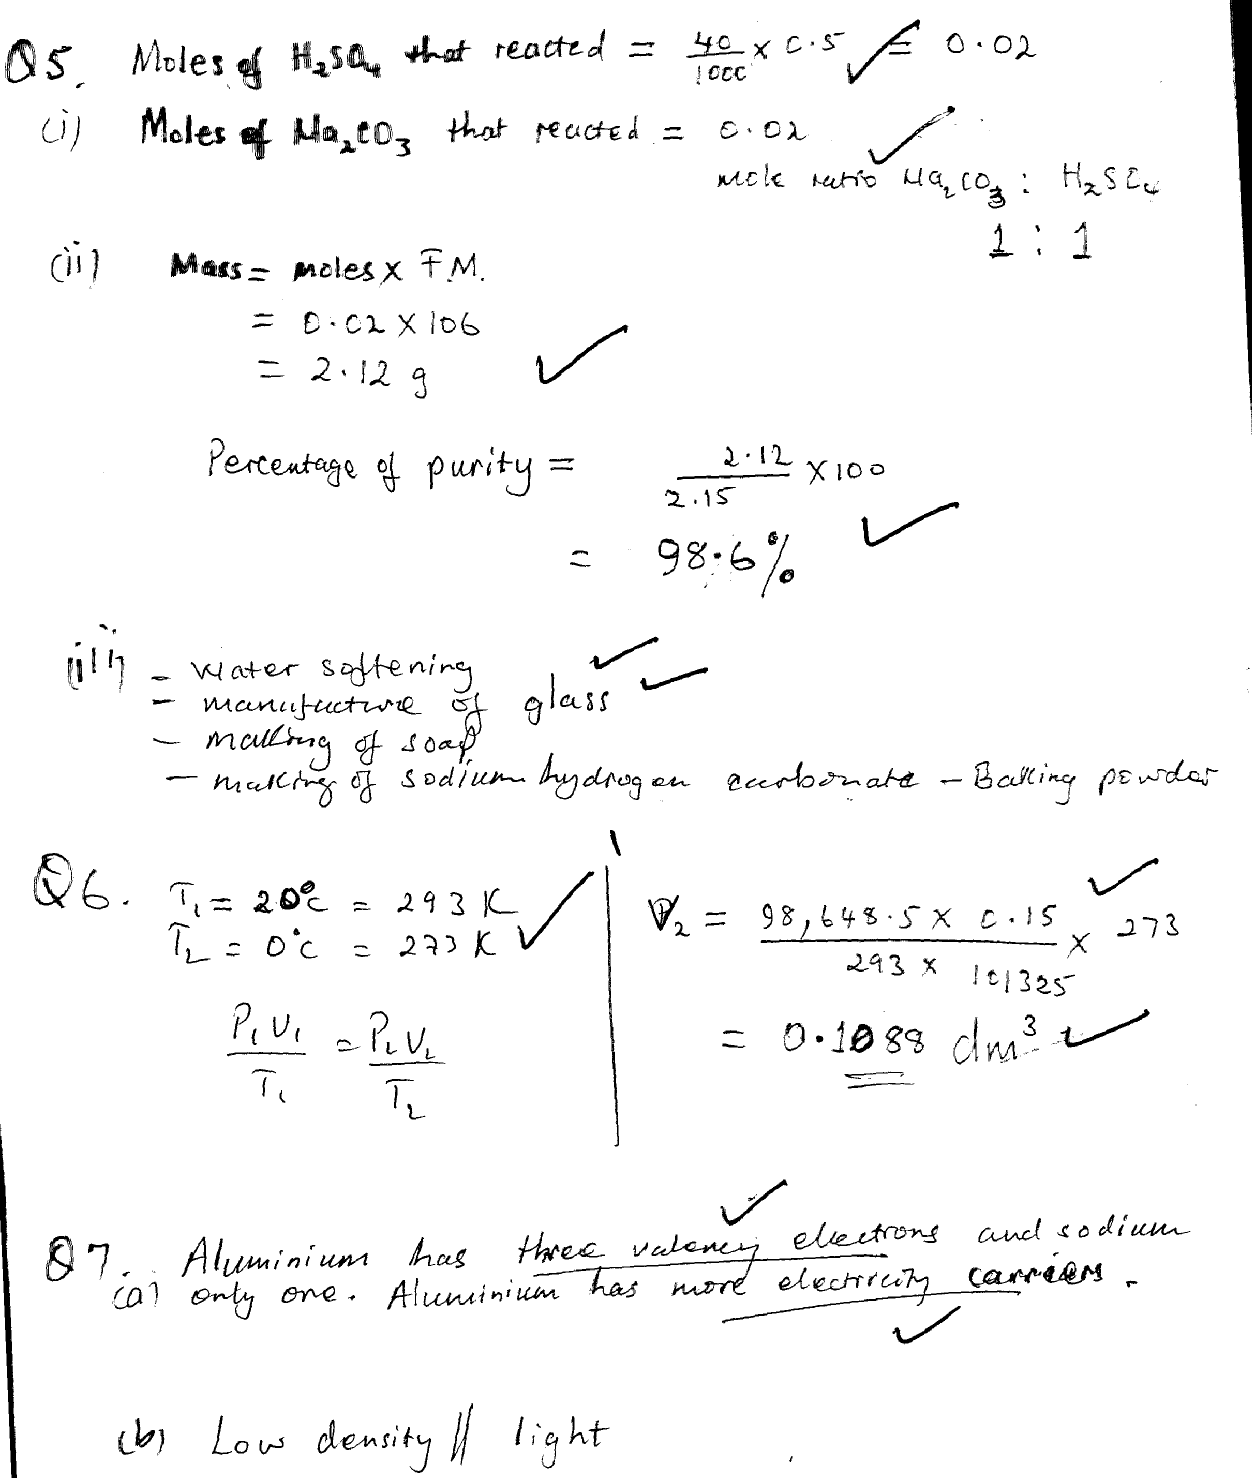 Q5. Moles of H₂SO₄ that reacted = 40/1000 x 0.5 = 0.02
(i) Moles of Na₂CO₃ that reacted = 0.02
mole ratio Na₂CO₃ : H₂SO₄
1 : 1
(ii) Mass = moles x F.M.
= 0.02 x 106
= 2.12 g
Percentage of purity = 2.12/2.15 x 100
= 98.6%
(iii) - Water softening
- manufacture of glass
- making of soap
- making of sodium hydrogen carbonate - Baking powder
Q6. T₁ = 20°C = 293 K
T₂ = 0°C = 273 K
P₁V₁/T₁ = P₂V₂/T₂
V₂ = 98,648.5 x 0.15/293 x 101325 x 273
= 0.1088 dm³
Q7. Aluminium has three valency electrons and sodium
(a) only one. Aluminium has more electricity carriers.
(b) Low density // light